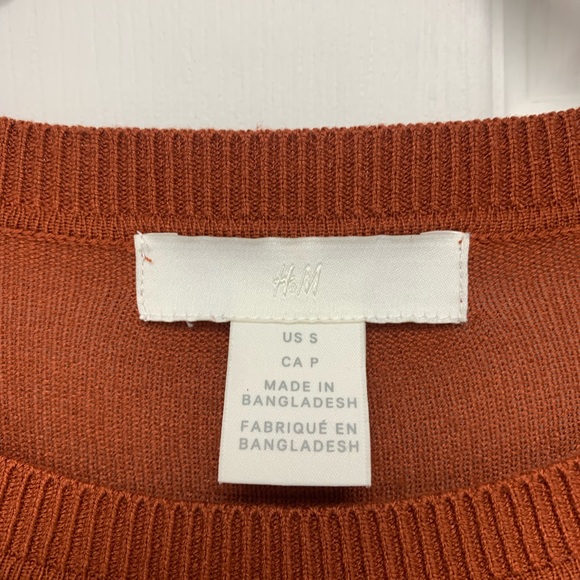 H&M
US S
CA P
MADE IN
BANGLADESH
FABRIQUÉ EN
BANGLADESH